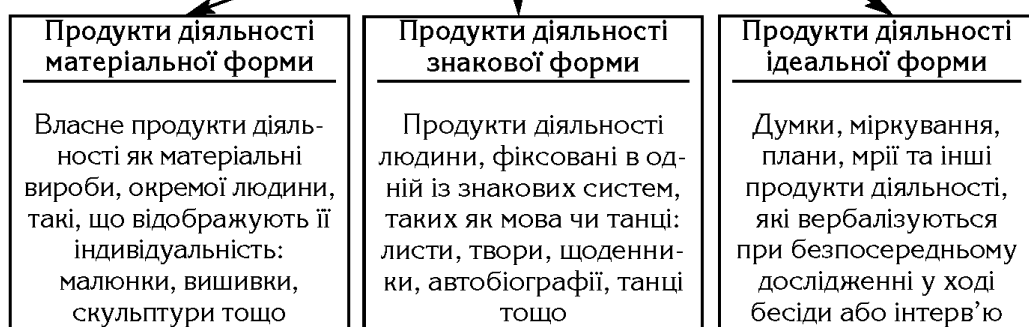 Продукти діяльності
матеріальної форми
Власне продукти діяль-
ності як матеріальні
вироби, окремої людини,
такі, що відображують її
індивідуальність:
малюнки, вишивки,
скульптури тощо
Продукти діяльності
знакової форми
Продукти діяльності
людини, фіксовані в од-
ній із знакових систем,
таких як мова чи танці:
листи, твори, щоденни-
ки, автобіографії, танці
тощо
Продукти діяльності
ідеальної форми
Думки, міркування,
плани, мрії та інші
продукти діяльності,
які вербалізуються
при безпосередньому
дослідженні у ході
бесіди або інтерв’ю